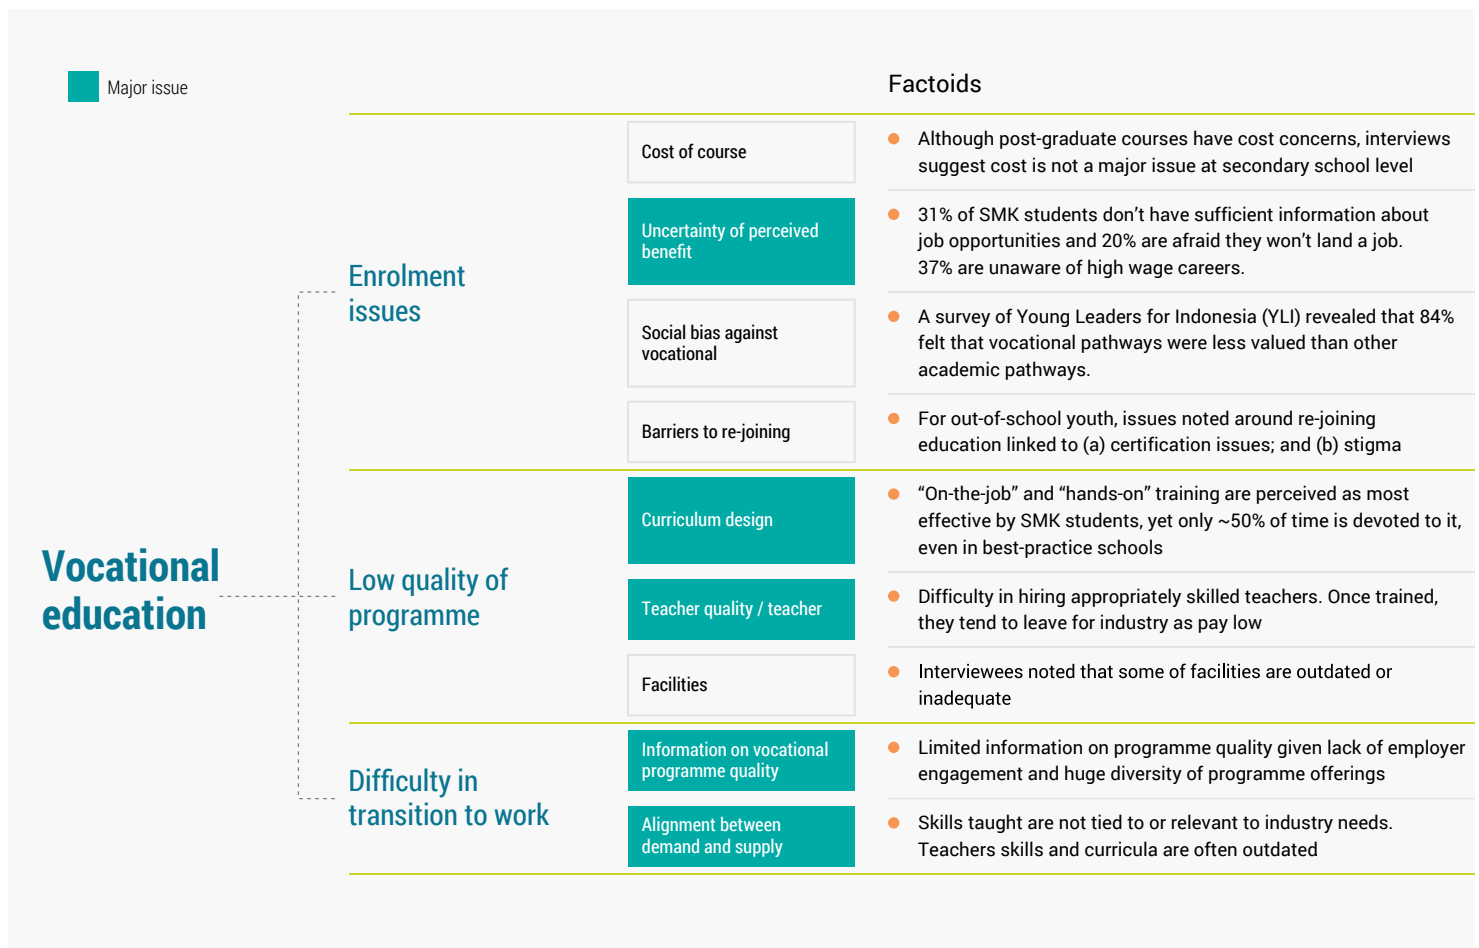 Major issue
Factoids
Vocational
education
Enrolment
issues
Cost of course
Although post-graduate courses have cost concerns, interviews
suggest cost is not a major issue at secondary school level
Uncertainty of perceived
benefit
31% of SMK students don’t have sufficient information about
job opportunities and 20% are afraid they won’t land a job.
37% are unaware of high wage careers.
Social bias against
vocational
A survey of Young Leaders for Indonesia (YLI) revealed that 84%
felt that vocational pathways were less valued than other
academic pathways.
Barriers to re-joining
For out-of-school youth, issues noted around re-joining
education linked to (a) certification issues; and (b) stigma
Low quality of
programme
Curriculum design
“On-the-job” and “hands-on” training are perceived as most
effective by SMK students, yet only ~50% of time is devoted to it,
even in best-practice schools
Teacher quality / teacher
Difficulty in hiring appropriately skilled teachers. Once trained,
they tend to leave for industry as pay low
Facilities
Interviewees noted that some of facilities are outdated or
inadequate
Difficulty in
transition to work
Information on vocational
programme quality
Limited information on programme quality given lack of employer
engagement and huge diversity of programme offerings
Alignment between
demand and supply
Skills taught are not tied to or relevant to industry needs.
Teachers skills and curricula are often outdated